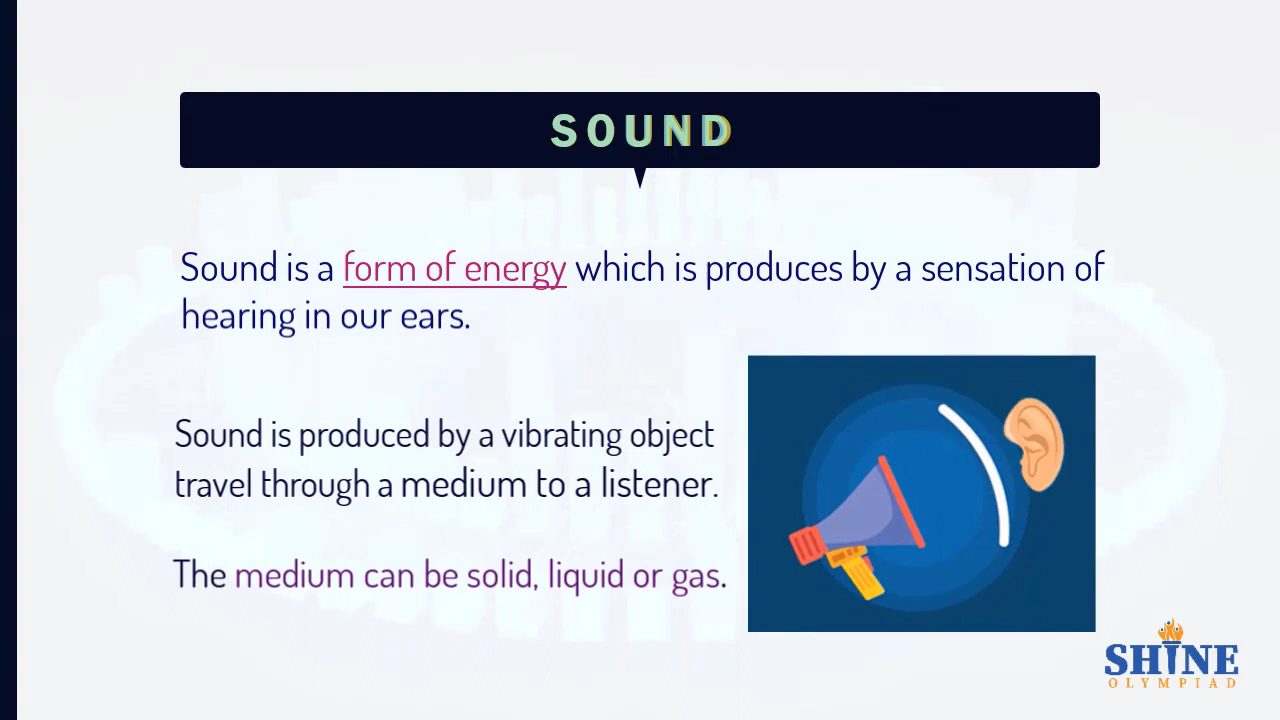 SOUND
Sound is a form of energy which is produces by a sensation of
hearing in our ears.
Sound is produced by a vibrating object
travel through a medium to a listener.
The medium can be solid, liquid or gas.
SHINE
OLYMPIAD